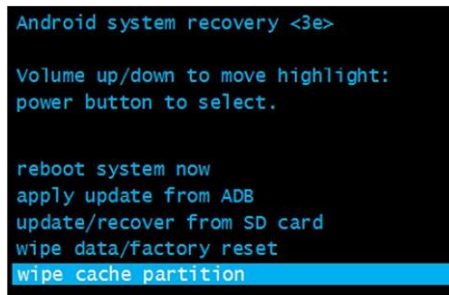 Android system recovery <3e>
Volume up/down to move highlight:
power button to select.
reboot system now
apply update from ADB
update/recover from SD card
wipe data/factory reset
wipe cache partition